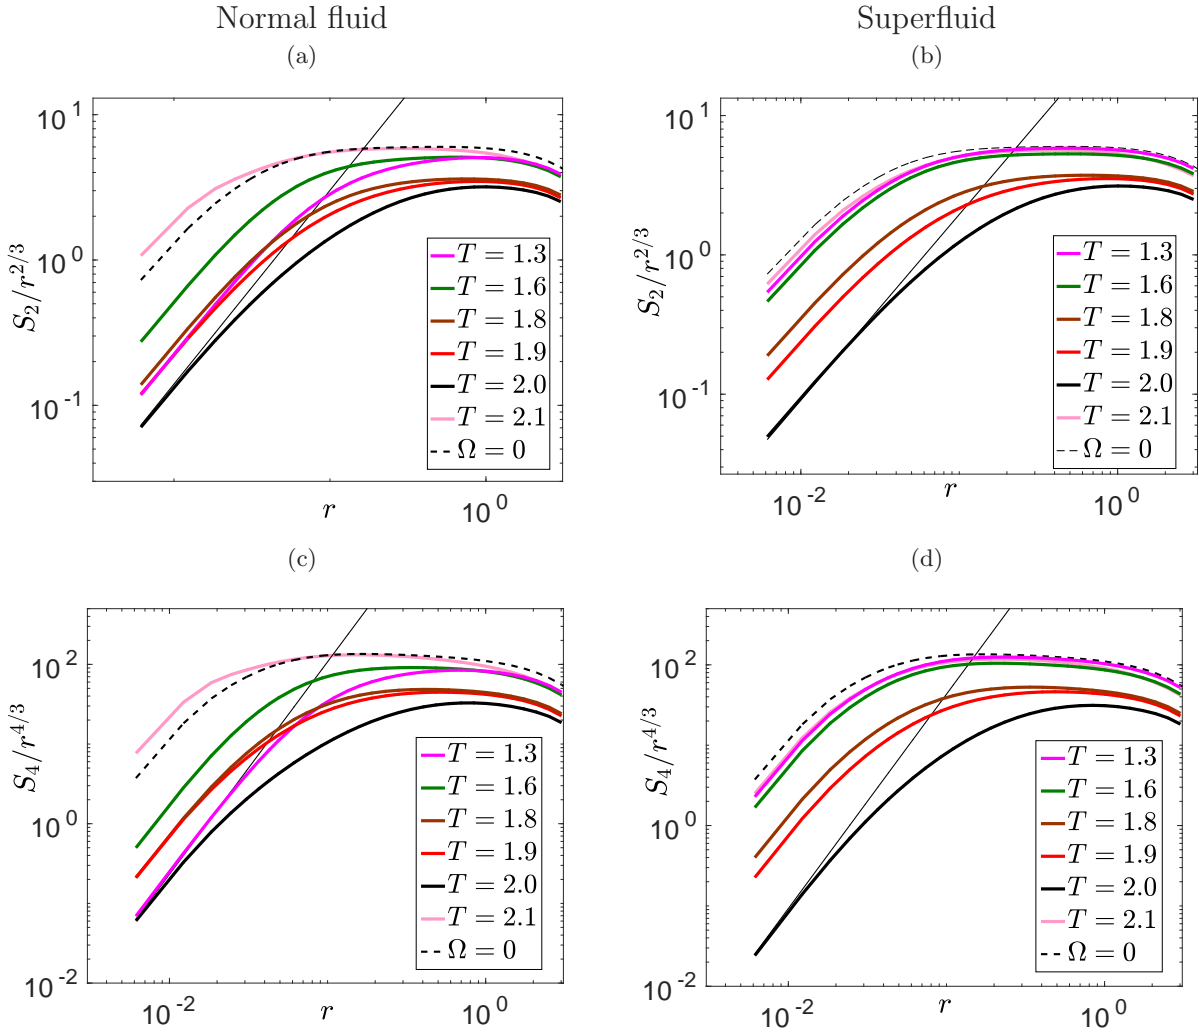 Normal fluid
Superfluid
(a)
(b)
10^1
10^0
10^-1
S_2/r^{2/3}
T = 1.3
T = 1.6
T = 1.8
T = 1.9
T = 2.0
T = 2.1
Ω = 0
r
10^0
10^1
10^0
10^-1
S_2/r^{2/3}
T = 1.3
T = 1.6
T = 1.8
T = 1.9
T = 2.0
T = 2.1
Ω = 0
10^-2
r
10^0
(c)
(d)
10^2
10^0
10^-2
S_4/r^{4/3}
T = 1.3
T = 1.6
T = 1.8
T = 1.9
T = 2.0
T = 2.1
Ω = 0
10^-2
r
10^0
10^2
10^0
10^-2
S_4/r^{4/3}
T = 1.3
T = 1.6
T = 1.8
T = 1.9
T = 2.0
T = 2.1
Ω = 0
10^-2
r
10^0